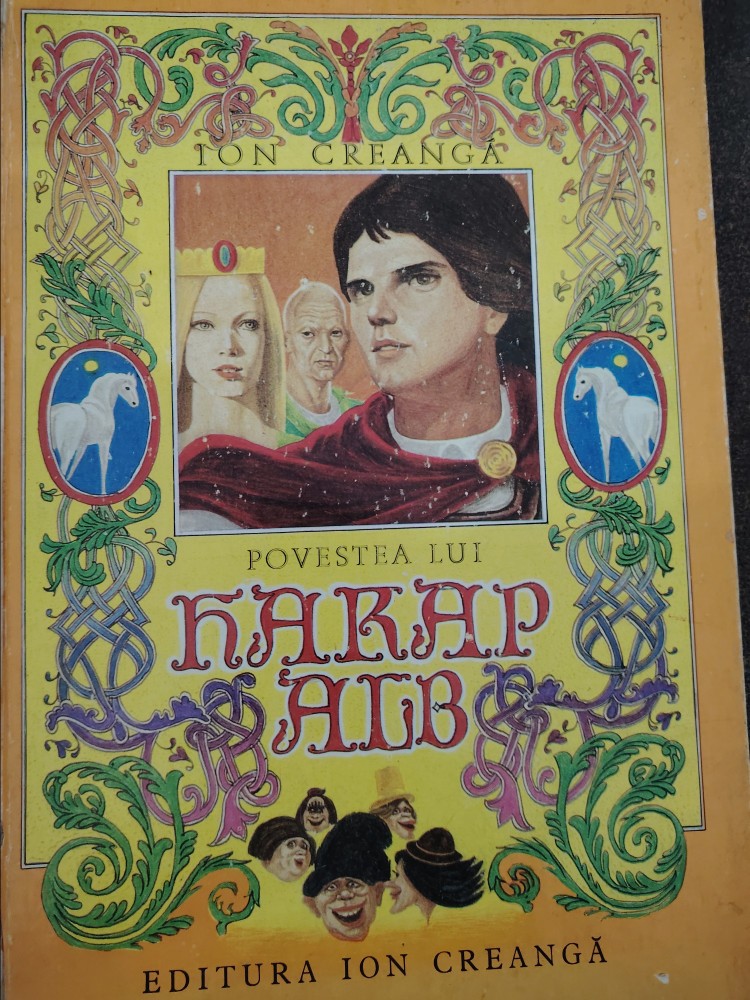 ION CREANGĂ
POVESTEA LUI
HARAP
ALB
EDITURA ION CREANGĂ